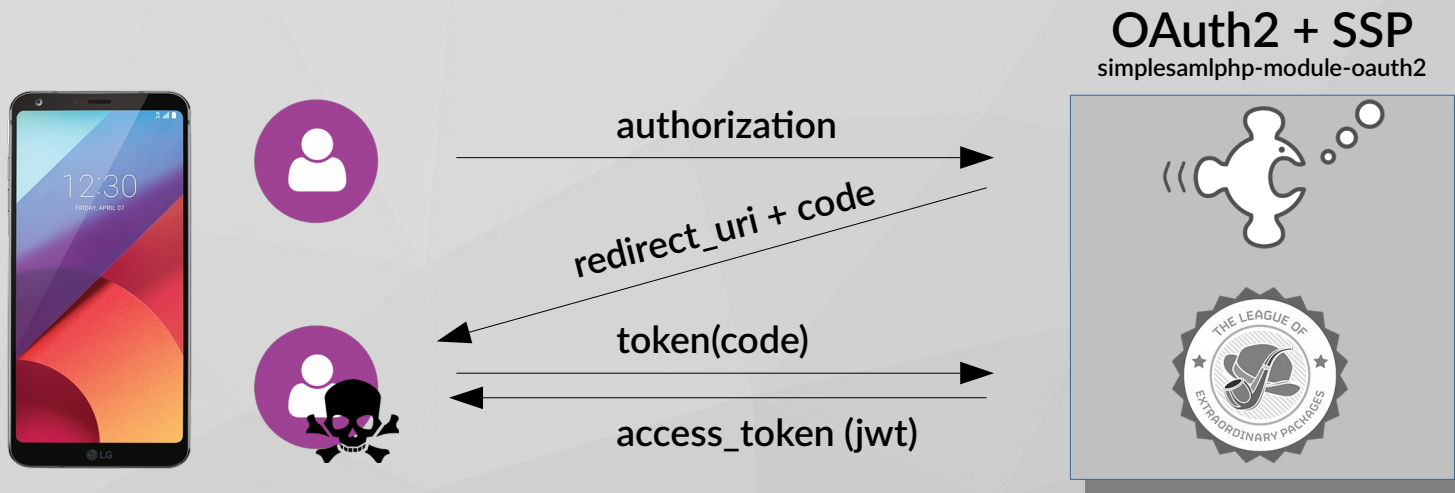 OAuth2 + SSP
simplesamlphp-module-oauth2
12:30
FRIDAY, APRIL 07
LG
authorization
redirect_uri + code
token(code)
access_token (jwt)
THE LEAGUE OF
EXTRAORDINARY PACKAGES